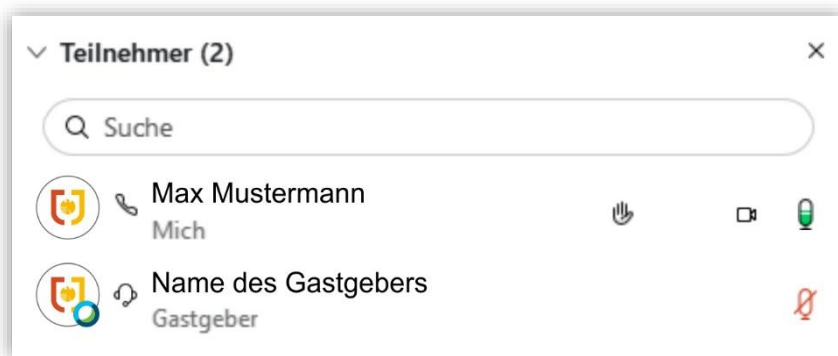 Teilnehmer (2)
Suche
Max Mustermann
Mich
Name des Gastgebers
Gastgeber